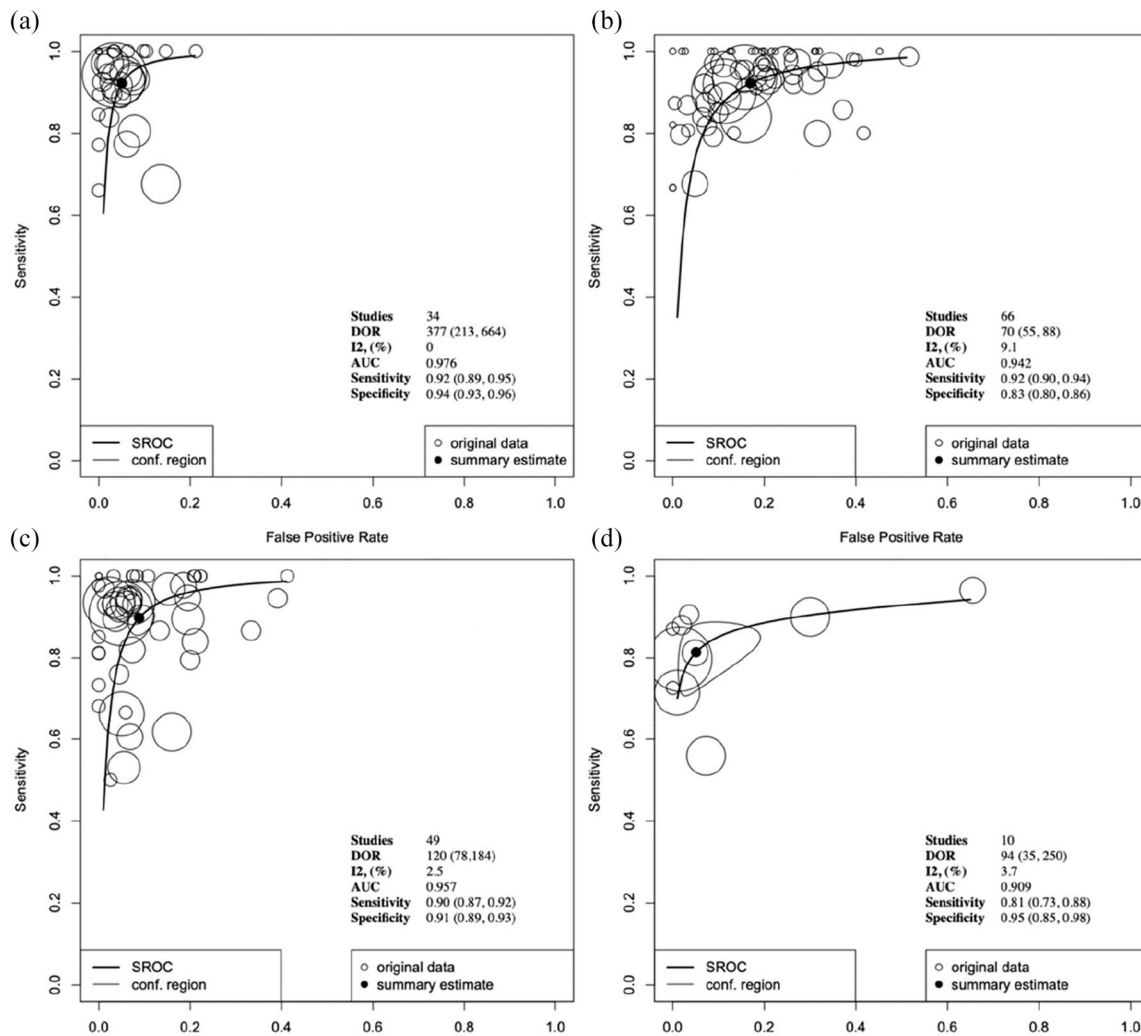 (a)
(b)
1.0
0.8
0.6
0.4
0.2
0.0
Sensitivity
Studies 34
DOR 377 (213, 664)
I2, (%) 0
AUC 0.976
Sensitivity 0.92 (0.89, 0.95)
Specificity 0.94 (0.93, 0.96)
SROC
conf. region
original data
summary estimate
0.0 0.2 0.4 0.6 0.8 1.0
False Positive Rate
1.0
0.8
0.6
0.4
0.2
0.0
Sensitivity
Studies 66
DOR 70 (55, 88)
I2, (%) 9.1
AUC 0.942
Sensitivity 0.92 (0.90, 0.94)
Specificity 0.83 (0.80, 0.86)
SROC
conf. region
original data
summary estimate
0.0 0.2 0.4 0.6 0.8 1.0
False Positive Rate
(c)
(d)
1.0
0.8
0.6
0.4
0.2
0.0
Sensitivity
Studies 49
DOR 120 (78,184)
I2, (%) 2.5
AUC 0.957
Sensitivity 0.90 (0.87, 0.92)
Specificity 0.91 (0.89, 0.93)
SROC
conf. region
original data
summary estimate
0.0 0.2 0.4 0.6 0.8 1.0
1.0
0.8
0.6
0.4
0.2
0.0
Sensitivity
Studies 10
DOR 94 (35, 250)
I2, (%) 3.7
AUC 0.909
Sensitivity 0.81 (0.73, 0.88)
Specificity 0.95 (0.85, 0.98)
SROC
conf. region
original data
summary estimate
0.0 0.2 0.4 0.6 0.8 1.0